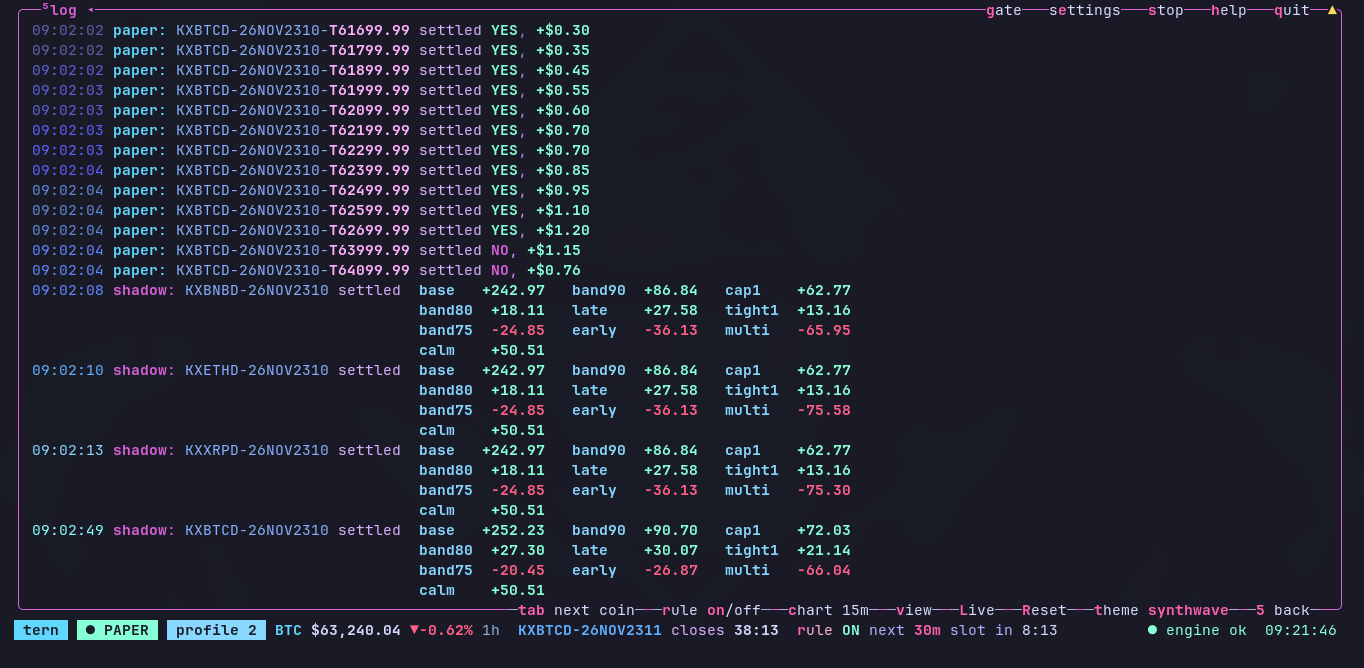 ⁵log ◂ gate settings stop help quit ▲
09:02:02 paper: KXBTCD-26NOV2310-T61699.99 settled YES, +$0.30
09:02:02 paper: KXBTCD-26NOV2310-T61799.99 settled YES, +$0.35
09:02:02 paper: KXBTCD-26NOV2310-T61899.99 settled YES, +$0.45
09:02:03 paper: KXBTCD-26NOV2310-T61999.99 settled YES, +$0.55
09:02:03 paper: KXBTCD-26NOV2310-T62099.99 settled YES, +$0.60
09:02:03 paper: KXBTCD-26NOV2310-T62199.99 settled YES, +$0.70
09:02:03 paper: KXBTCD-26NOV2310-T62299.99 settled YES, +$0.70
09:02:04 paper: KXBTCD-26NOV2310-T62399.99 settled YES, +$0.85
09:02:04 paper: KXBTCD-26NOV2310-T62499.99 settled YES, +$0.95
09:02:04 paper: KXBTCD-26NOV2310-T62599.99 settled YES, +$1.10
09:02:04 paper: KXBTCD-26NOV2310-T62699.99 settled YES, +$1.20
09:02:04 paper: KXBTCD-26NOV2310-T63999.99 settled NO, +$1.15
09:02:04 paper: KXBTCD-26NOV2310-T64099.99 settled NO, +$0.76
09:02:08 shadow: KXBNBD-26NOV2310 settled base +242.97 band90 +86.84 cap1 +62.77
band80 +18.11 late +27.58 tight1 +13.16
band75 -24.85 early -36.13 multi -65.95
calm +50.51
09:02:10 shadow: KXETHD-26NOV2310 settled base +242.97 band90 +86.84 cap1 +62.77
band80 +18.11 late +27.58 tight1 +13.16
band75 -24.85 early -36.13 multi -75.58
calm +50.51
09:02:13 shadow: KXXRPD-26NOV2310 settled base +242.97 band90 +86.84 cap1 +62.77
band80 +18.11 late +27.58 tight1 +13.16
band75 -24.85 early -36.13 multi -75.30
calm +50.51
09:02:49 shadow: KXBTCD-26NOV2310 settled base +252.23 band90 +90.70 cap1 +72.03
band80 +27.30 late +30.07 tight1 +21.14
band75 -20.45 early -26.87 multi -66.04
calm +50.51
tab next coin rule on/off chart 15m view Live Reset theme synthwave 5 back
tern ● PAPER profile 2 BTC $63,240.04 ▼-0.62% 1h KXBTCD-26NOV2311 closes 38:13 rule ON next 30m slot in 8:13 ● engine ok 09:21:46